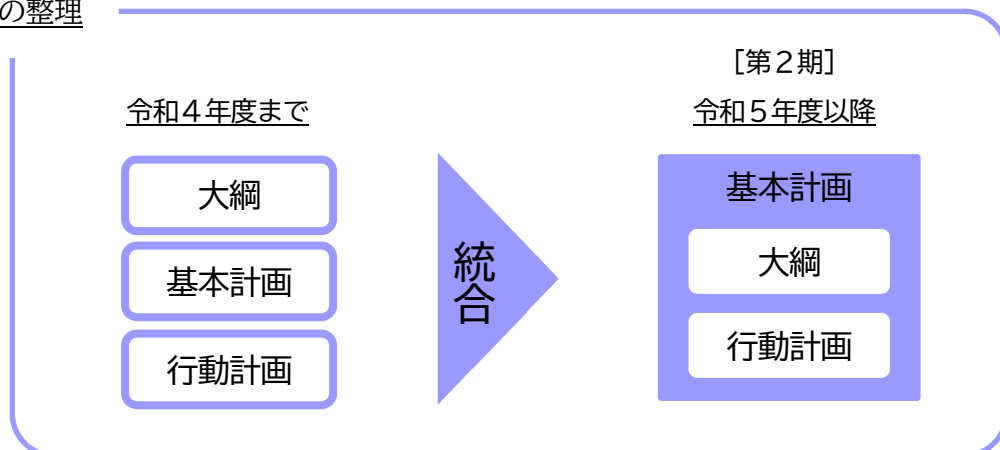 の整理
令和４年度まで
大綱
基本計画
行動計画
統合
［第２期］
令和５年度以降
基本計画
大綱
行動計画